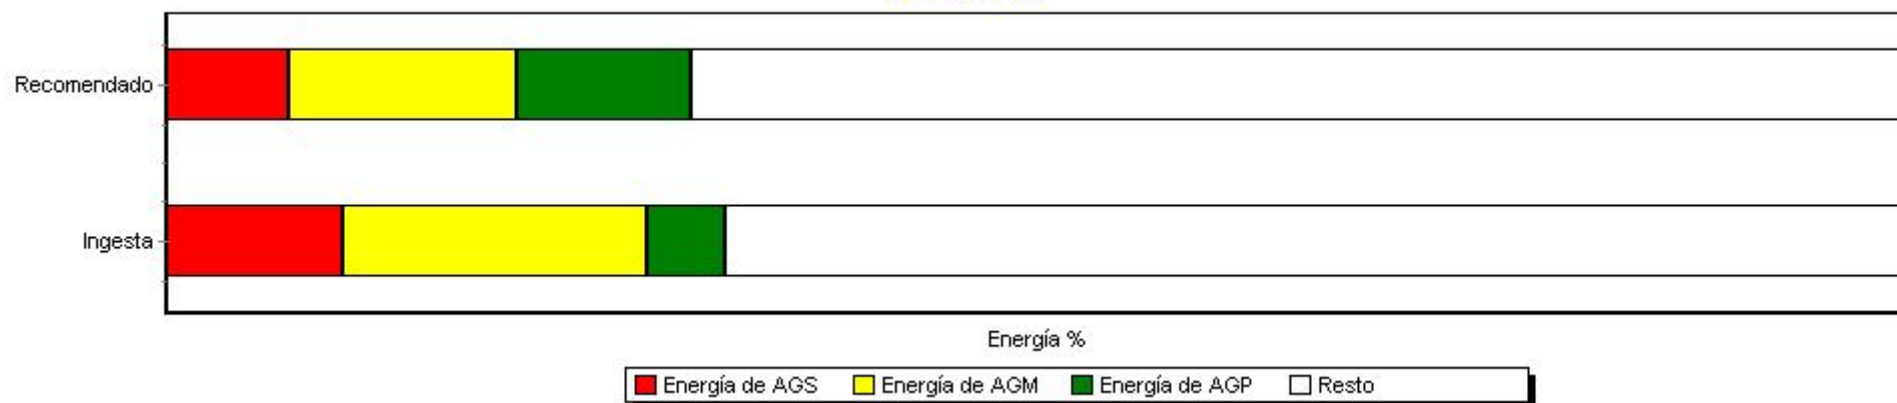 Recomendado
Ingesta
Energía %
Energía de AGS Energía de AGM Energía de AGP Resto